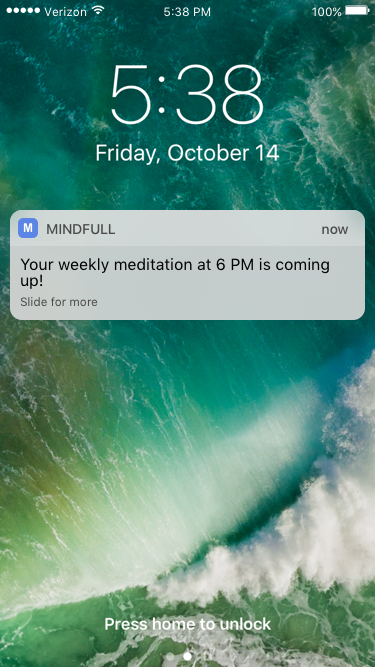 Verizon 5:38 PM 100%
5:38
Friday, October 14
M MINDFULL now
Your weekly meditation at 6 PM is coming
up!
Slide for more
Press home to unlock